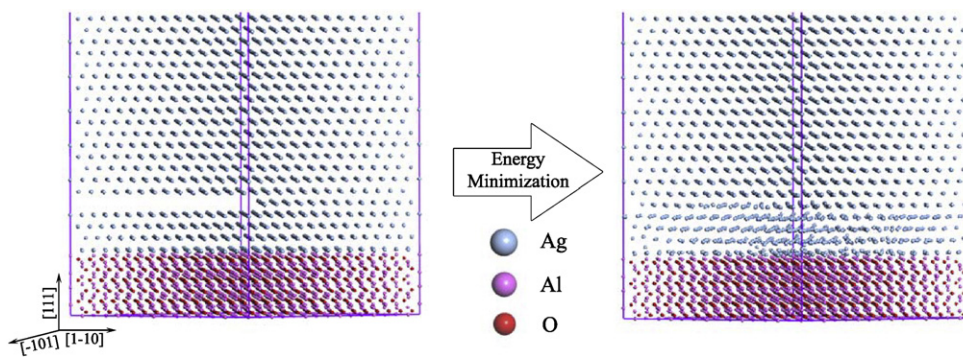 Energy
Minimization
Ag
Al
O
[111]
[-101] [1-10]